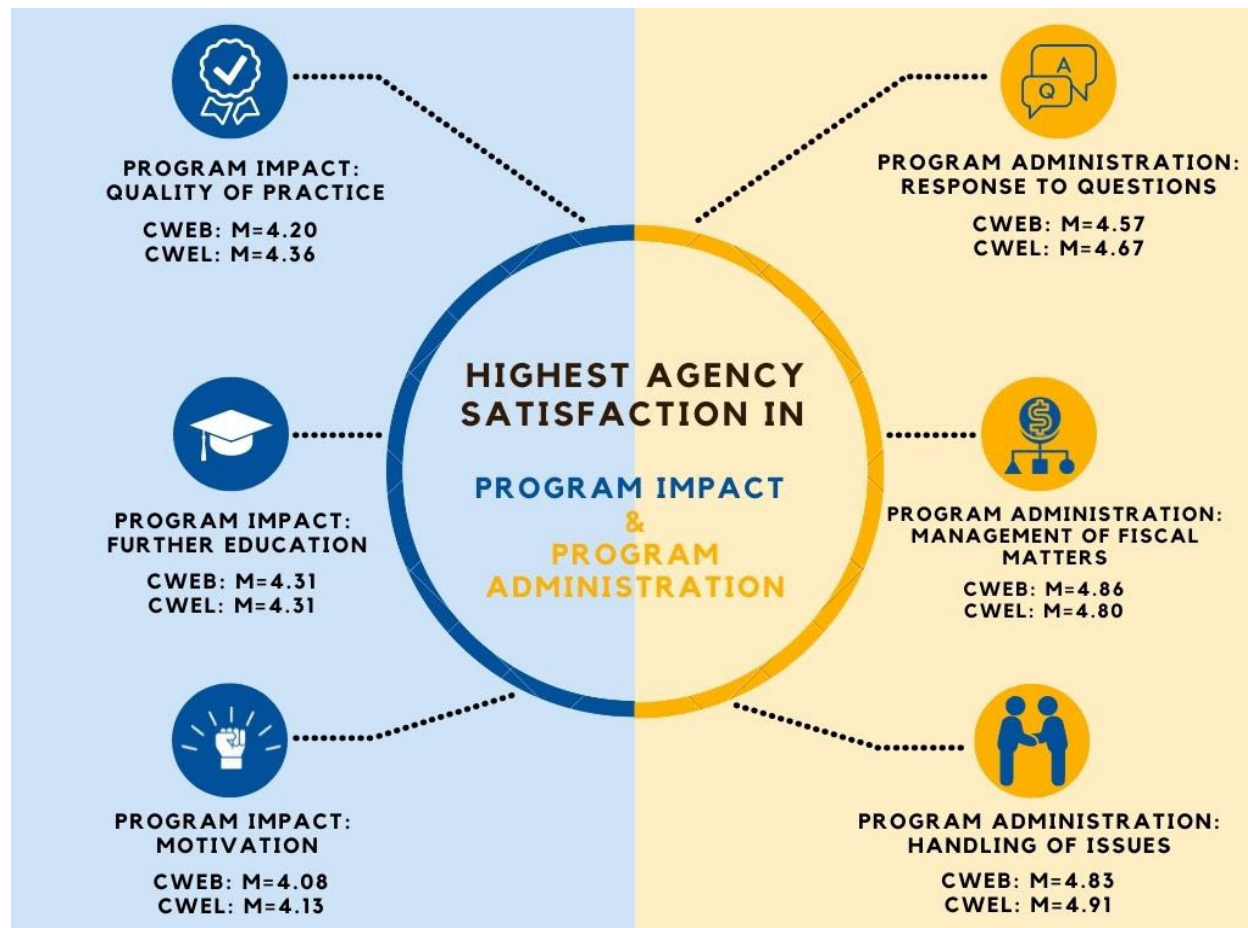 PROGRAM IMPACT:
QUALITY OF PRACTICE
CWEB: M=4.20
CWEL: M=4.36
PROGRAM IMPACT:
FURTHER EDUCATION
CWEB: M=4.31
CWEL: M=4.31
PROGRAM IMPACT:
MOTIVATION
CWEB: M=4.08
CWEL: M=4.13
HIGHEST AGENCY
SATISFACTION IN
PROGRAM IMPACT
&
PROGRAM
ADMINISTRATION
A
Q
PROGRAM ADMINISTRATION:
RESPONSE TO QUESTIONS
CWEB: M=4.57
CWEL: M=4.67
$
PROGRAM ADMINISTRATION:
MANAGEMENT OF FISCAL
MATTERS
CWEB: M=4.86
CWEL: M=4.80
PROGRAM ADMINISTRATION:
HANDLING OF ISSUES
CWEB: M=4.83
CWEL: M=4.91